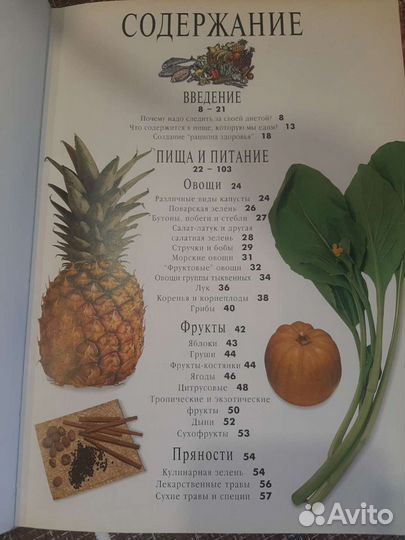 СОДЕРЖАНИЕ
ВВЕДЕНИЕ
8 – 21
Почему надо следить за своей диетой? 8
Что содержится в пище, которую мы едим? 13
Создание "рациона здоровья" 18
ПИЩА И ПИТАНИЕ
22 – 103
Овощи 24
Различные виды капусты 24
Поварская зелень 26
Бутоны, побеги и стебли 27
Салат-латук и другая
салатная зелень 28
Стручки и бобы 29
Морские овощи 31
"Фруктовые" овощи 32
Овощи группы тыквенных 34
Лук 36
Коренья и корнеплоды 38
Грибы 40
Фрукты 42
Яблоки 43
Груши 44
Фрукты-костянки 44
Ягоды 46
Цитрусовые 48
Тропические и экзотические
фрукты 50
Дыни 52
Сухофрукты 53
Пряности 54
Кулинарная зелень 54
Лекарственные травы 56
Сухие травы и специи 57
Avito